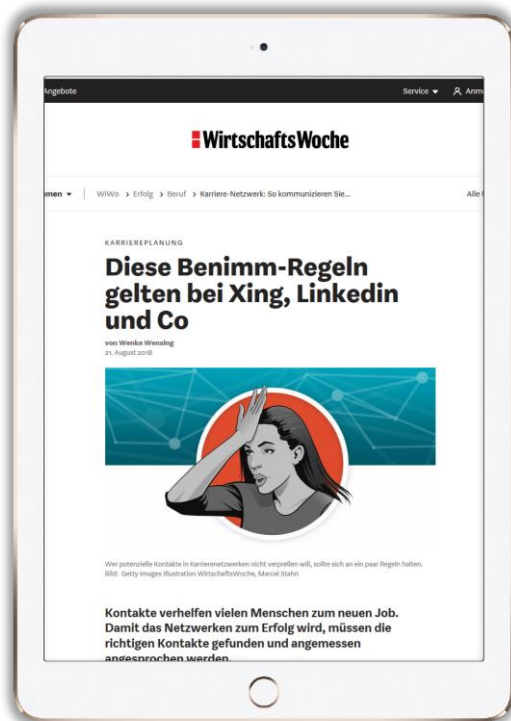 Angebote Service
WirtschaftsWoche
WiWo > Erfolg > Beruf > Karriere-Netzwerk: So kommunizieren Sie...
KARRIEREPLANUNG
Diese Benimm-Regeln
gelten bei Xing, Linkedin
und Co
von Wenke Wensing
21. August 2018
Wer potenzielle Kontakte in Karrierenetzwerken nicht verprellen will, sollte sich an ein paar Regeln halten.
Bild: Getty Images Illustration WirtschaftsWoche, Marcel Stahn
Kontakte verhelfen vielen Menschen zum neuen Job.
Damit das Netzwerken zum Erfolg wird, müssen die
richtigen Kontakte gefunden und angemessen
angesprochen werden.